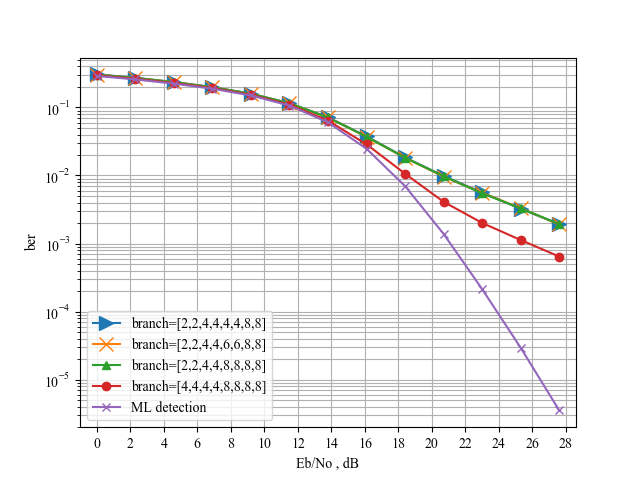 10⁻¹
10⁻²
10⁻³
10⁻⁴
10⁻⁵
ber
branch=[2,2,4,4,4,4,8,8]
branch=[2,2,4,4,6,6,8,8]
branch=[2,2,4,4,8,8,8,8]
branch=[4,4,4,4,8,8,8,8]
ML detection
0 2 4 6 8 10 12 14 16 18 20 22 24 26 28
Eb/No , dB